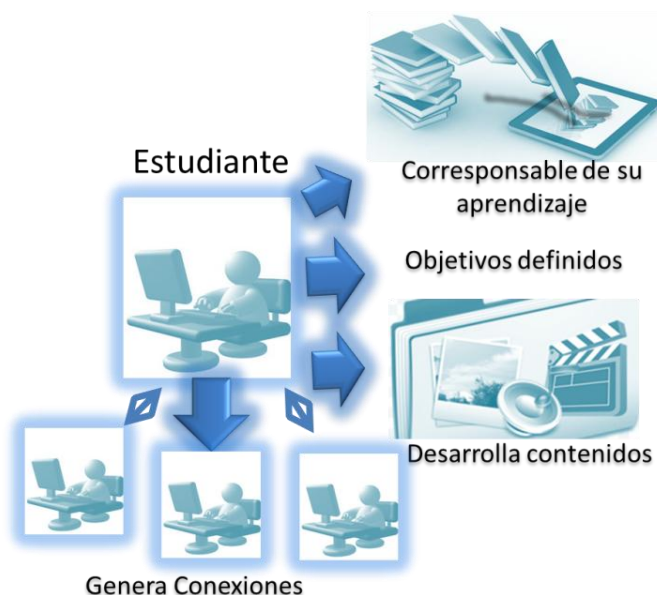 Estudiante
Corresponsable de su
aprendizaje
Objetivos definidos
Desarrolla contenidos
Genera Conexiones